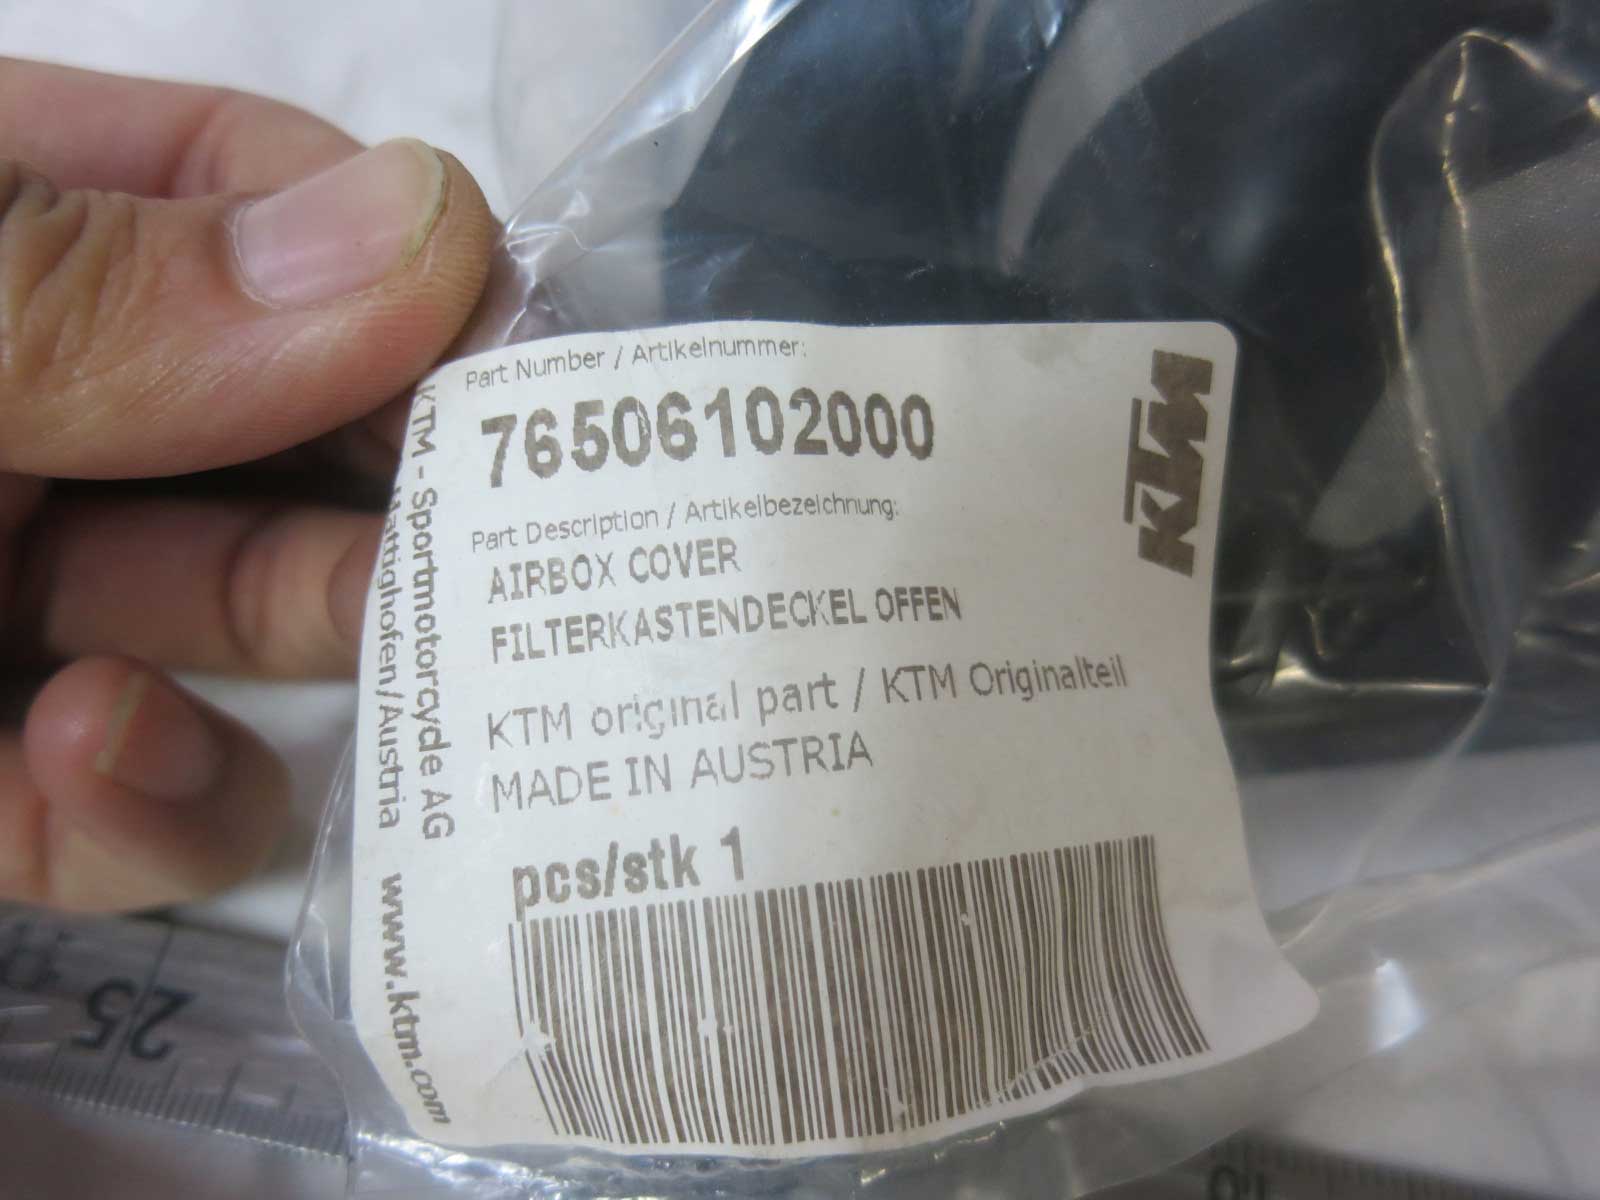 Part Number / Artikelnummer:
76506102000
Part Description / Artikelbezeichnung:
AIRBOX COVER
FILTERKASTENDECKEL OFFEN
KTM original part / KTM Originalteil
MADE IN AUSTRIA
pcs/stk 1
KTM
KTM - Sportmotorcycle AG
Mattighofen/Austria
www.ktm.com
25